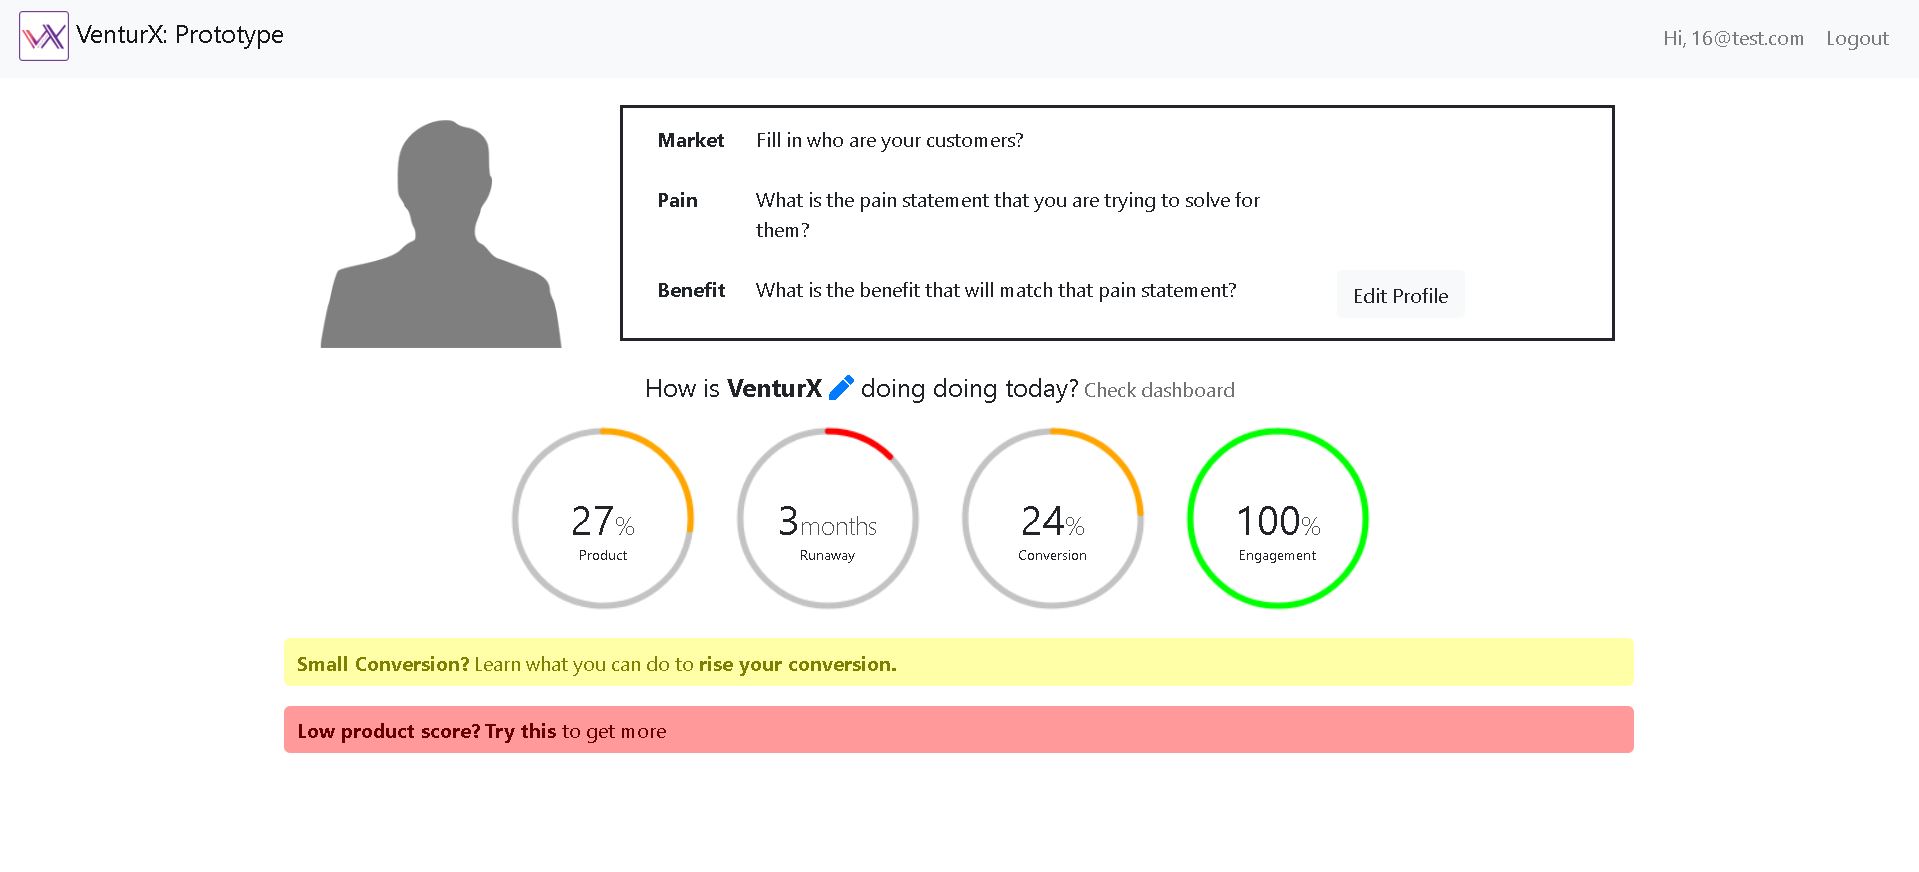 VX VenturX: Prototype
Hi, 16@test.com Logout
Market Fill in who are your customers?
Pain What is the pain statement that you are trying to solve for
them?
Benefit What is the benefit that will match that pain statement?
Edit Profile
How is VenturX doing doing today? Check dashboard
27%
Product
3months
Runaway
24%
Conversion
100%
Engagement
Small Conversion? Learn what you can do to rise your conversion.
Low product score? Try this to get more